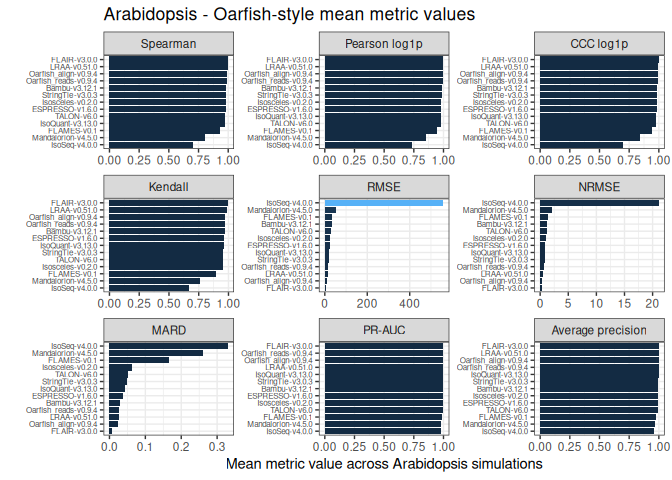 Arabidopsis - Oarfish-style mean metric values
Spearman
FLAIR-v3.0.0
LRAA-v0.51.0
Oarfish_align-v0.9.4
Oarfish_reads-v0.9.4
Bambu-v3.12.1
StringTie-v3.0.3
Isosceles-v0.2.0
ESPRESSO-v1.6.0
TALON-v6.0
IsoQuant-v3.13.0
FLAMES-v0.1
Mandalorion-v4.5.0
IsoSeq-v4.0.0
0.00 0.25 0.50 0.75 1.00
Pearson log1p
FLAIR-v3.0.0
LRAA-v0.51.0
Oarfish_align-v0.9.4
Oarfish_reads-v0.9.4
Bambu-v3.12.1
StringTie-v3.0.3
Isosceles-v0.2.0
ESPRESSO-v1.6.0
IsoQuant-v3.13.0
TALON-v6.0
FLAMES-v0.1
Mandalorion-v4.5.0
IsoSeq-v4.0.0
0.00 0.25 0.50 0.75 1.00
CCC log1p
FLAIR-v3.0.0
LRAA-v0.51.0
Oarfish_align-v0.9.4
Oarfish_reads-v0.9.4
Bambu-v3.12.1
StringTie-v3.0.3
Isosceles-v0.2.0
ESPRESSO-v1.6.0
IsoQuant-v3.13.0
TALON-v6.0
FLAMES-v0.1
Mandalorion-v4.5.0
IsoSeq-v4.0.0
0.00 0.25 0.50 0.75 1.00
Kendall
FLAIR-v3.0.0
LRAA-v0.51.0
Oarfish_align-v0.9.4
Oarfish_reads-v0.9.4
Bambu-v3.12.1
ESPRESSO-v1.6.0
IsoQuant-v3.13.0
StringTie-v3.0.3
TALON-v6.0
Isosceles-v0.2.0
FLAMES-v0.1
Mandalorion-v4.5.0
IsoSeq-v4.0.0
0.00 0.25 0.50 0.75 1.00
RMSE
IsoSeq-v4.0.0
Mandalorion-v4.5.0
FLAMES-v0.1
Bambu-v3.12.1
TALON-v6.0
Isosceles-v0.2.0
ESPRESSO-v1.6.0
IsoQuant-v3.13.0
StringTie-v3.0.3
Oarfish_reads-v0.9.4
LRAA-v0.51.0
Oarfish_align-v0.9.4
FLAIR-v3.0.0
0 200 400
NRMSE
IsoSeq-v4.0.0
Mandalorion-v4.5.0
FLAMES-v0.1
Bambu-v3.12.1
TALON-v6.0
Isosceles-v0.2.0
ESPRESSO-v1.6.0
IsoQuant-v3.13.0
StringTie-v3.0.3
Oarfish_reads-v0.9.4
LRAA-v0.51.0
Oarfish_align-v0.9.4
FLAIR-v3.0.0
0 5 10 15 20
MARD
IsoSeq-v4.0.0
Mandalorion-v4.5.0
FLAMES-v0.1
Isosceles-v0.2.0
TALON-v6.0
StringTie-v3.0.3
IsoQuant-v3.13.0
ESPRESSO-v1.6.0
Bambu-v3.12.1
Oarfish_reads-v0.9.4
LRAA-v0.51.0
Oarfish_align-v0.9.4
FLAIR-v3.0.0
0.0 0.1 0.2 0.3
PR-AUC
FLAIR-v3.0.0
Oarfish_reads-v0.9.4
Oarfish_align-v0.9.4
LRAA-v0.51.0
IsoQuant-v3.13.0
StringTie-v3.0.3
Bambu-v3.12.1
ESPRESSO-v1.6.0
Isosceles-v0.2.0
TALON-v6.0
FLAMES-v0.1
Mandalorion-v4.5.0
IsoSeq-v4.0.0
0.00 0.25 0.50 0.75 1.00
Average precision
FLAIR-v3.0.0
LRAA-v0.51.0
Oarfish_align-v0.9.4
Oarfish_reads-v0.9.4
IsoQuant-v3.13.0
StringTie-v3.0.3
Bambu-v3.12.1
Isosceles-v0.2.0
ESPRESSO-v1.6.0
TALON-v6.0
FLAMES-v0.1
Mandalorion-v4.5.0
IsoSeq-v4.0.0
0.00 0.25 0.50 0.75 1.00
Mean metric value across Arabidopsis simulations